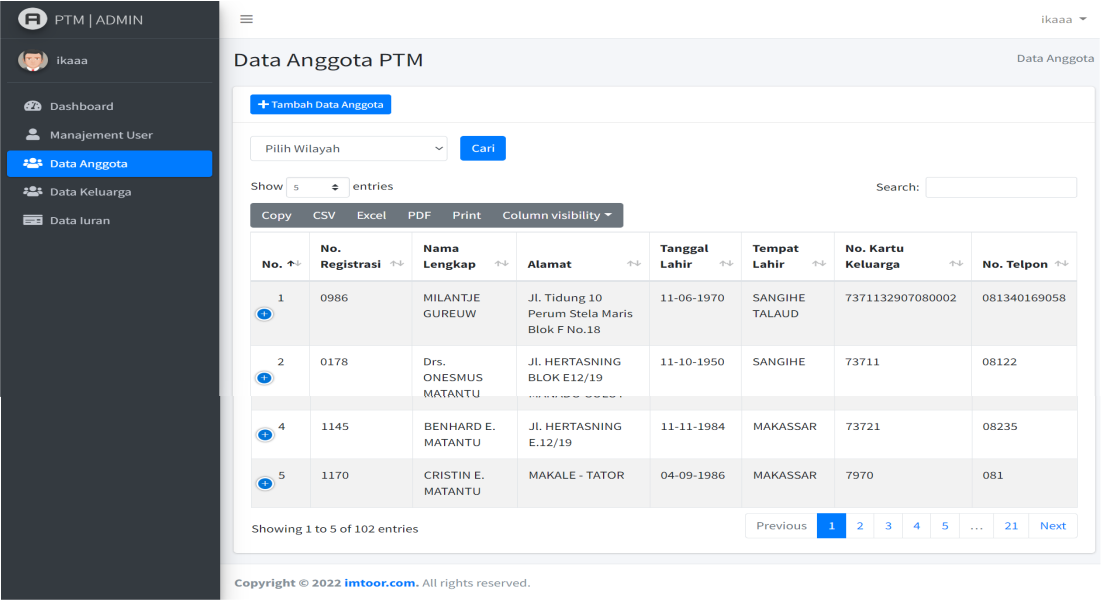 PTM | ADMIN
ikaaa
ikaaa
Dashboard
Manajement User
Data Anggota
Data Keluarga
Data Iuran
Data Anggota PTM
Data Anggota
Tambah Data Anggota
Pilih Wilayah
Cari
Show 5 entries
Search:
Copy CSV Excel PDF Print Column visibility
No. No. Registrasi Nama Lengkap Alamat Tanggal Lahir Tempat Lahir No. Kartu Keluarga No. Telpon
1 0986 MILANTJE GUREUW Jl. Tidung 10 Perum Stela Maris Blok F No.18 11-06-1970 SANGIHE TALAUD 7371132907080002 081340169058
2 0178 Drs. ONESMUS MATANTU Jl. HERTASNING BLOK E12/19 11-10-1950 SANGIHE 73711 08122
4 1145 BENHARD E. MATANTU Jl. HERTASNING E.12/19 11-11-1984 MAKASSAR 73721 08235
5 1170 CRISTIN E. MATANTU MAKALE - TATOR 04-09-1986 MAKASSAR 7970 081
Showing 1 to 5 of 102 entries
Previous 1 2 3 4 5 ... 21 Next
Copyright © 2022 imtoor.com. All rights reserved.